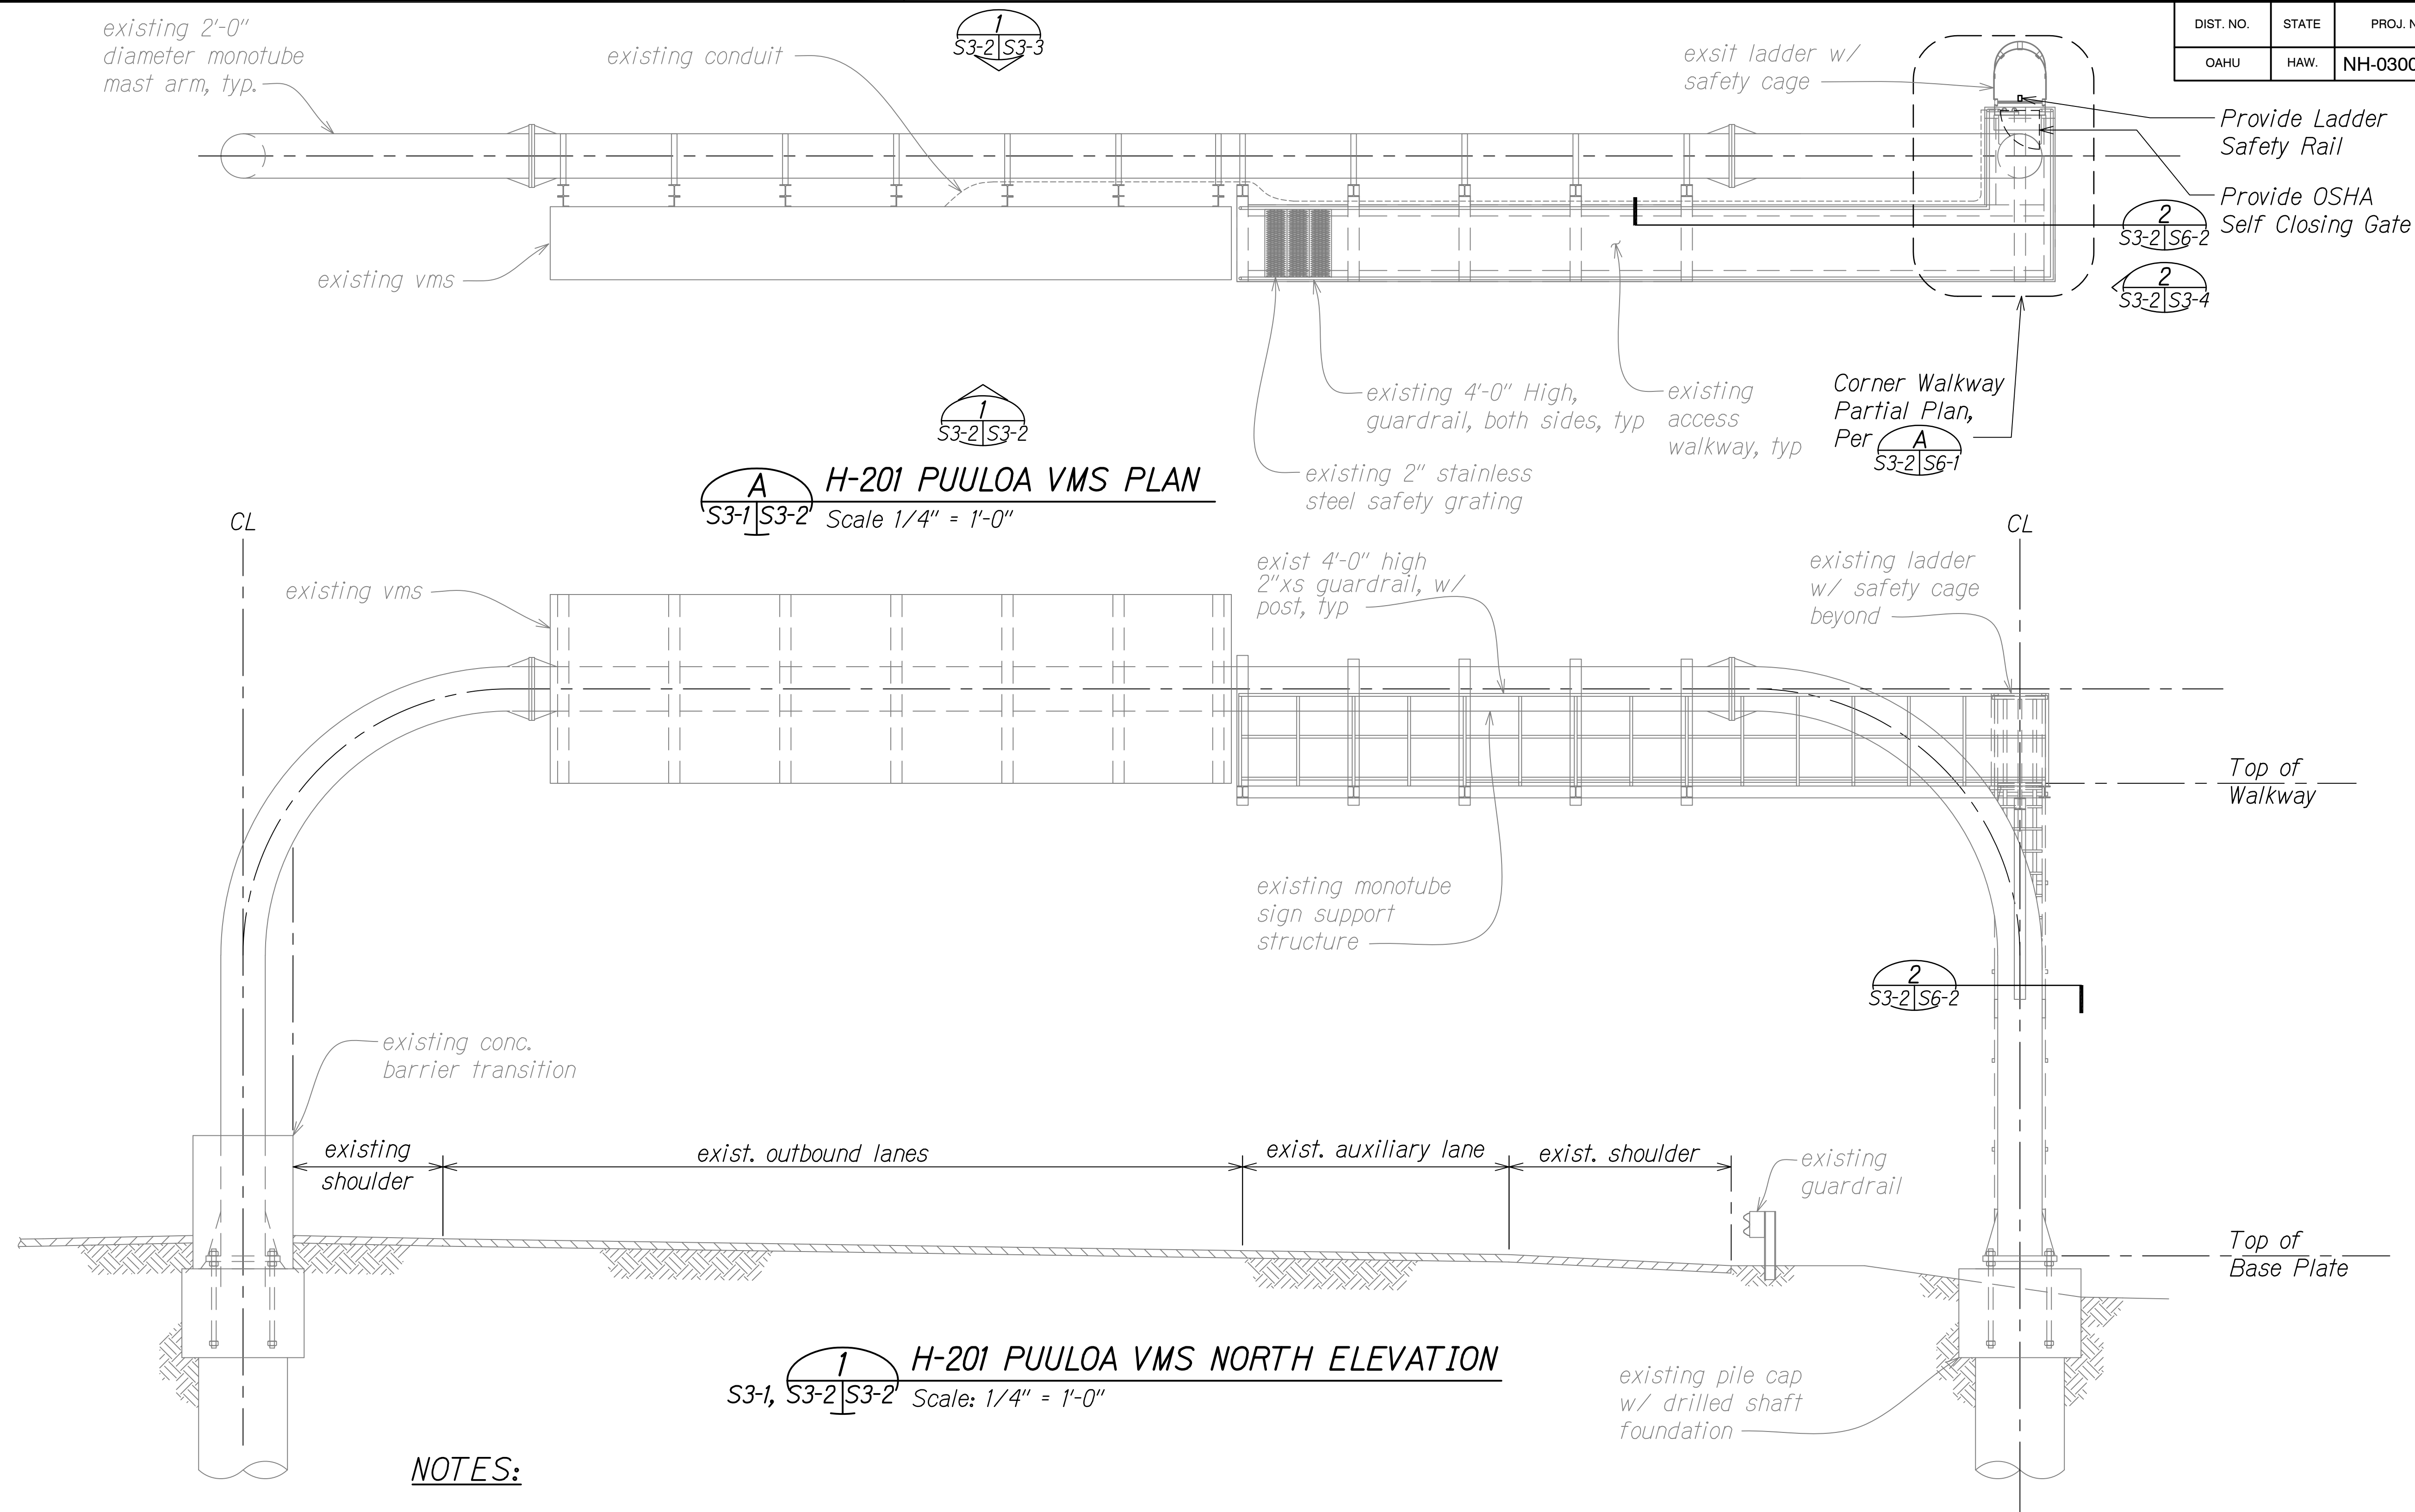 existing 2'-0"
diameter monotube
mast arm, typ.
existing conduit
1
S3-2 S3-3
exsit ladder w/
safety cage
DIST. NO. STATE PROJ. N
OAHU HAW. NH-0300
Provide Ladder
Safety Rail
Provide OSHA
Self Closing Gate
2
S3-2 S6-2
2
S3-2 S3-4
existing vms
existing 4'-0" High,
guardrail, both sides, typ
existing
access
walkway, typ
Corner Walkway
Partial Plan,
Per A
S3-2 S6-1
1
S3-2 S3-2
existing 2" stainless
steel safety grating
A H-201 PUULOA VMS PLAN
S3-1 S3-2 Scale 1/4" = 1'-0"
CL
CL
existing vms
exist 4'-0" high
2"xs guardrail, w/
post, typ
existing ladder
w/ safety cage
beyond
Top of
Walkway
existing monotube
sign support
structure
2
S3-2 S6-2
existing conc.
barrier transition
existing
shoulder
exist. outbound lanes
exist. auxiliary lane
exist. shoulder
existing
guardrail
Top of
Base Plate
1 H-201 PUULOA VMS NORTH ELEVATION
S3-1, S3-2 S3-2 Scale: 1/4" = 1'-0"
existing pile cap
w/ drilled shaft
foundation
NOTES: